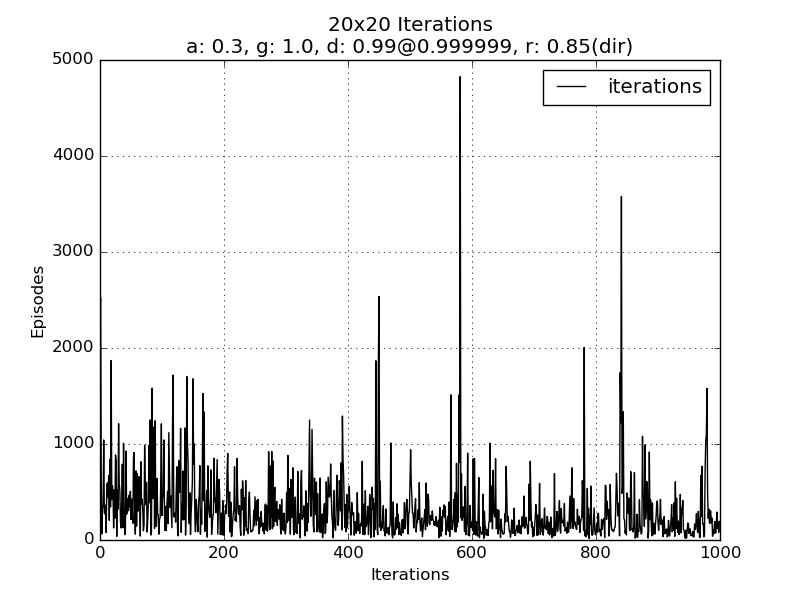 20x20 Iterations
a: 0.3, g: 1.0, d: 0.99@0.999999, r: 0.85(dir)
iterations
5000
4000
3000
2000
1000
0
Episodes
0 200 400 600 800 1000
Iterations